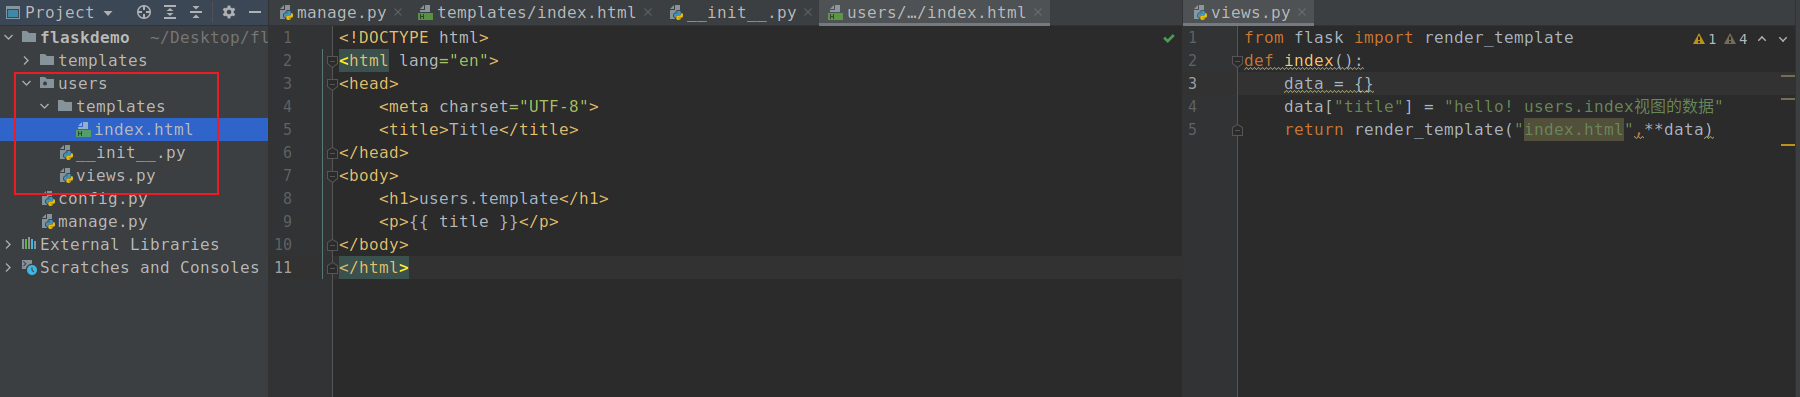 Project
manage.py
templates/index.html
__init__.py
users/.../index.html
views.py
flaskdemo ~/Desktop/fl
templates
users
templates
index.html
__init__.py
views.py
config.py
manage.py
External Libraries
Scratches and Consoles
1 <!DOCTYPE html>
2 <html lang="en">
3 <head>
4     <meta charset="UTF-8">
5     <title>Title</title>
6 </head>
7 <body>
8     <h1>users.template</h1>
9     <p>{{ title }}</p>
10 </body>
11 </html>
1 from flask import render_template
1 4
2 def index():
3     data = {}
4     data["title"] = "hello! users.index视图的数据"
5     return render_template("index.html",**data)